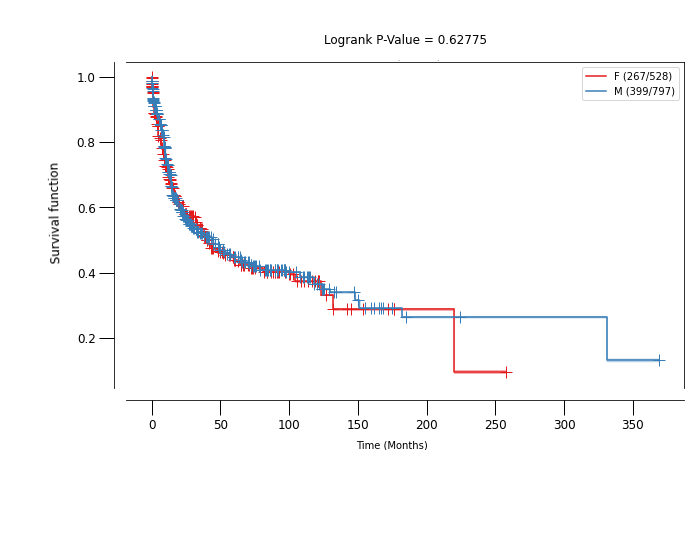 Logrank P-Value = 0.62775
F (267/528)
M (399/797)
1.0
0.8
0.6
0.4
0.2
Survival function
0 50 100 150 200 250 300 350
Time (Months)